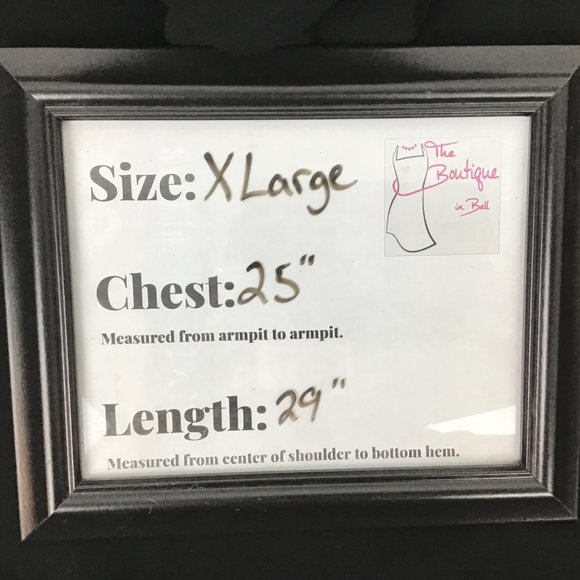 Size: XLarge
The
Boutique
in Bell
Chest: 25"
Measured from armpit to armpit.
Length: 29"
Measured from center of shoulder to bottom hem.